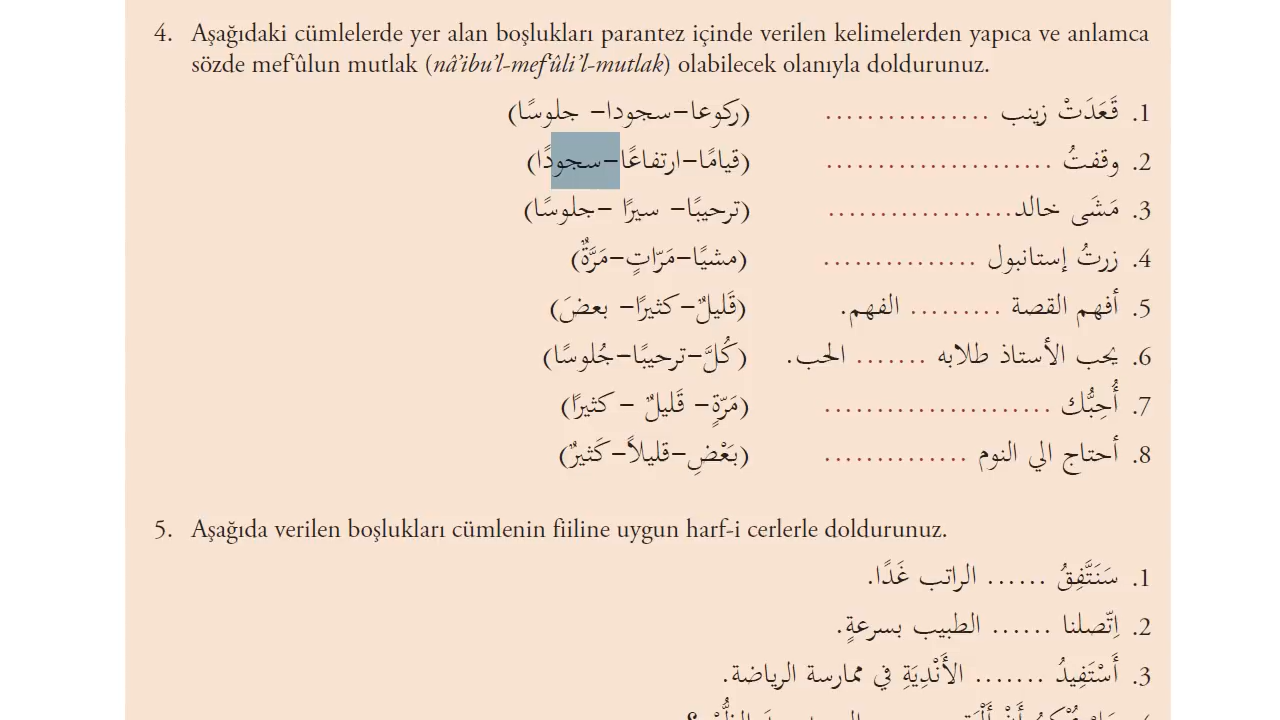 4. Aşağıdaki cümlelerde yer alan boşlukları parantez içinde verilen kelimelerden yapıca ve anlamca
sözde mef‘ûlun mutlak (nâ’ibu’l-mef‘ûli’l-mutlak) olabilecek olanıyla doldurunuz.
1. قَعَدَتْ زينب ................ (ركوعا–سجودا– جلوسًا)
2. وقفتُ ...................... (قيامًا–ارتفاعًا–سجودًا)
3. مَشَى خالد.................. (ترحيبًا– سيرًا –جلوسًا)
4. زرتُ إستانبول ............... (مشيًا–مَرّاتٍ–مَرَّةٌ)
5. أفهم القصة ......... الفهم. (قَليلٌ–كثيرًا– بعضَ)
6. يحب الأستاذ طلابه ....... الحب. (كُلَّ–ترحيبًا–جُلوسًا)
7. أُحِبُّك ...................... (مَرّةٍ– قَليلٌ – كثيرًا)
8. أحتاج الي النوم .............. (بَعْضِ–قليلاً–كَثيرٌ)
5. Aşağıda verilen boşlukları cümlenin fiiline uygun harf-i cerlerle doldurunuz.
1. سَنَتَّفِقُ ...... الراتب غَدًا.
2. اِتّصلنا ...... الطبيب بسرعةٍ.
3. أَسْتَفِيدُ ....... الأَنْدِيَةِ في ممارسة الرياضة.